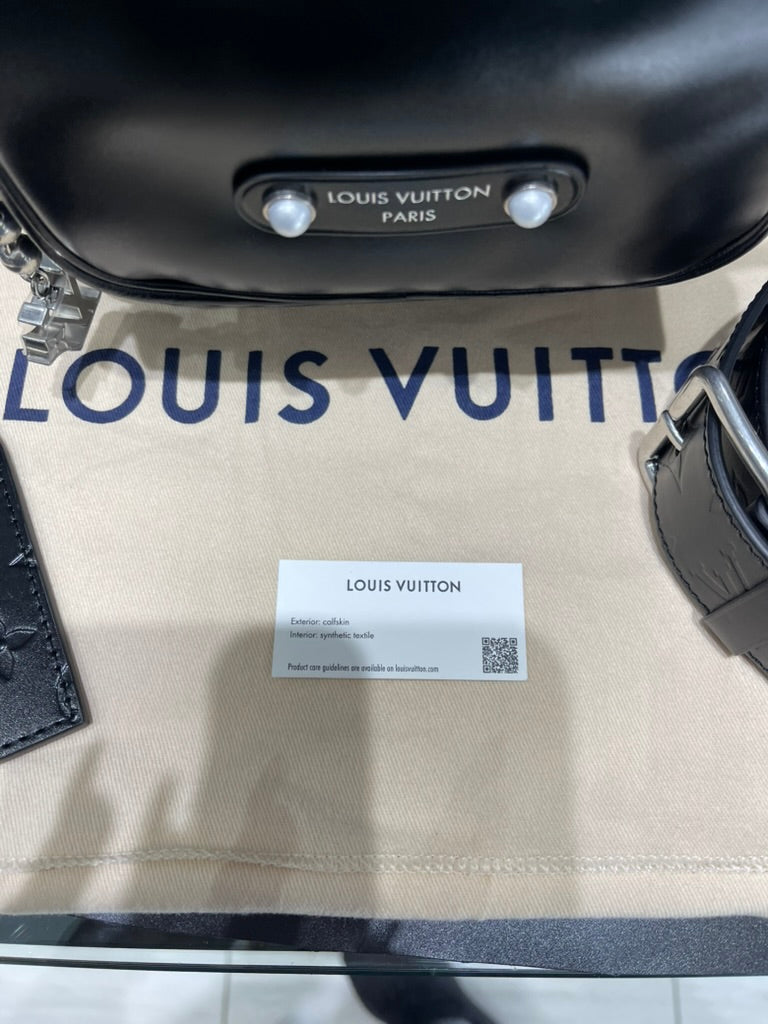 LOUIS VUITTON
PARIS
LOUIS VUITT
LOUIS VUITTON
Exterior: calfskin
Interior: synthetic textile
Product care guidelines are available on louisvuitton.com